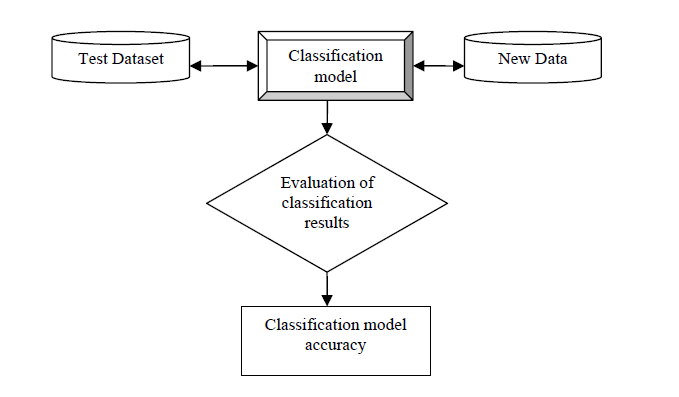 Test Dataset
Classification
model
New Data
Evaluation of
classification
results
Classification model
accuracy